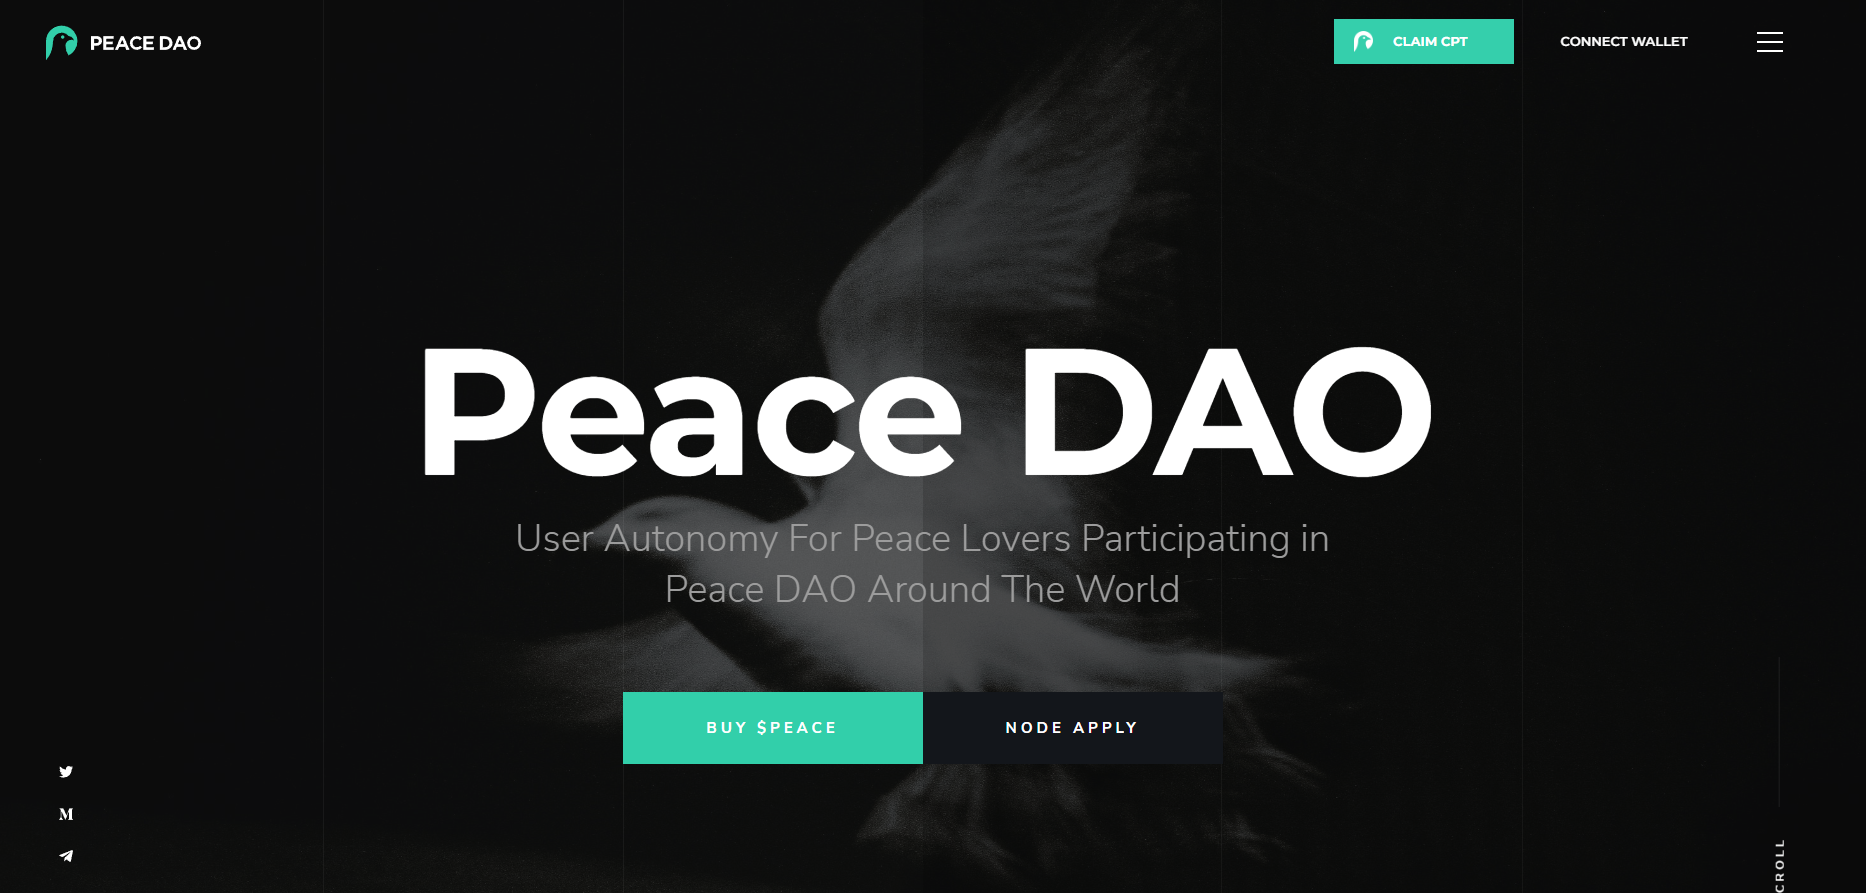 PEACE DAO
CLAIM CPT
CONNECT WALLET
Peace DAO
User Autonomy For Peace Lovers Participating in
Peace DAO Around The World
BUY $PEACE
NODE APPLY
M
CROLL